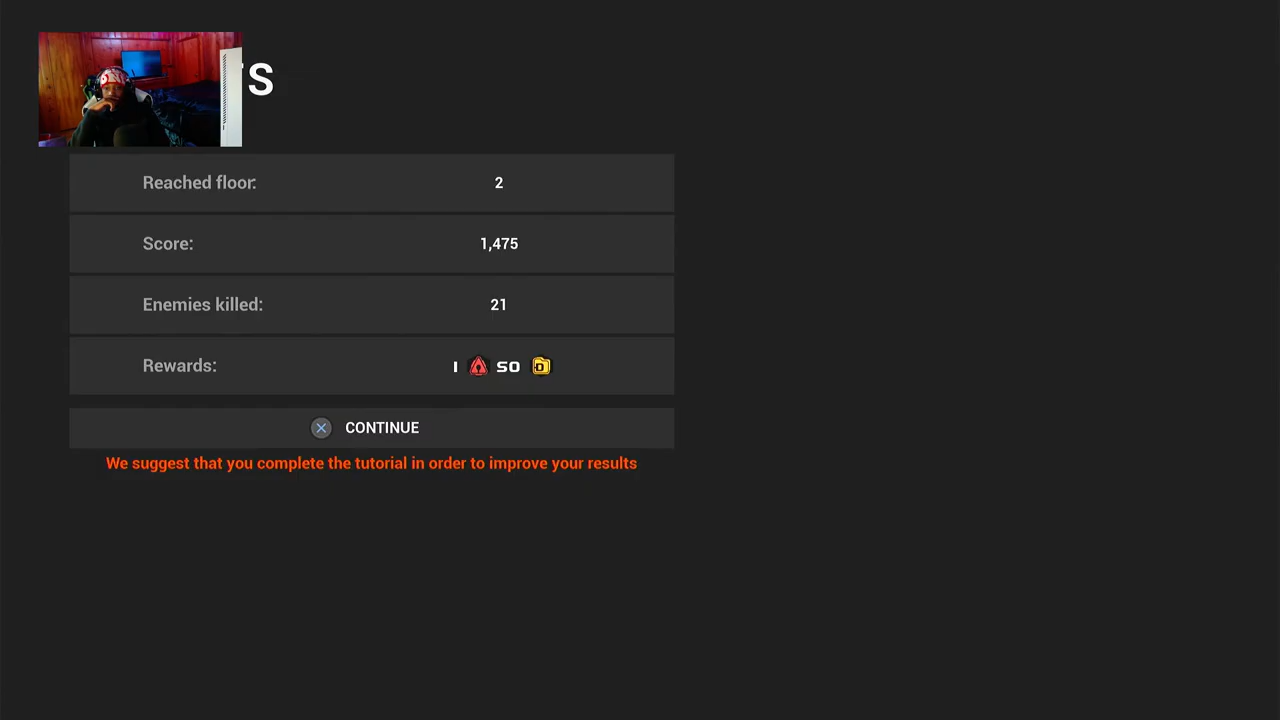 S
Reached floor: 2
Score: 1,475
Enemies killed: 21
Rewards: 1 50
CONTINUE
We suggest that you complete the tutorial in order to improve your results